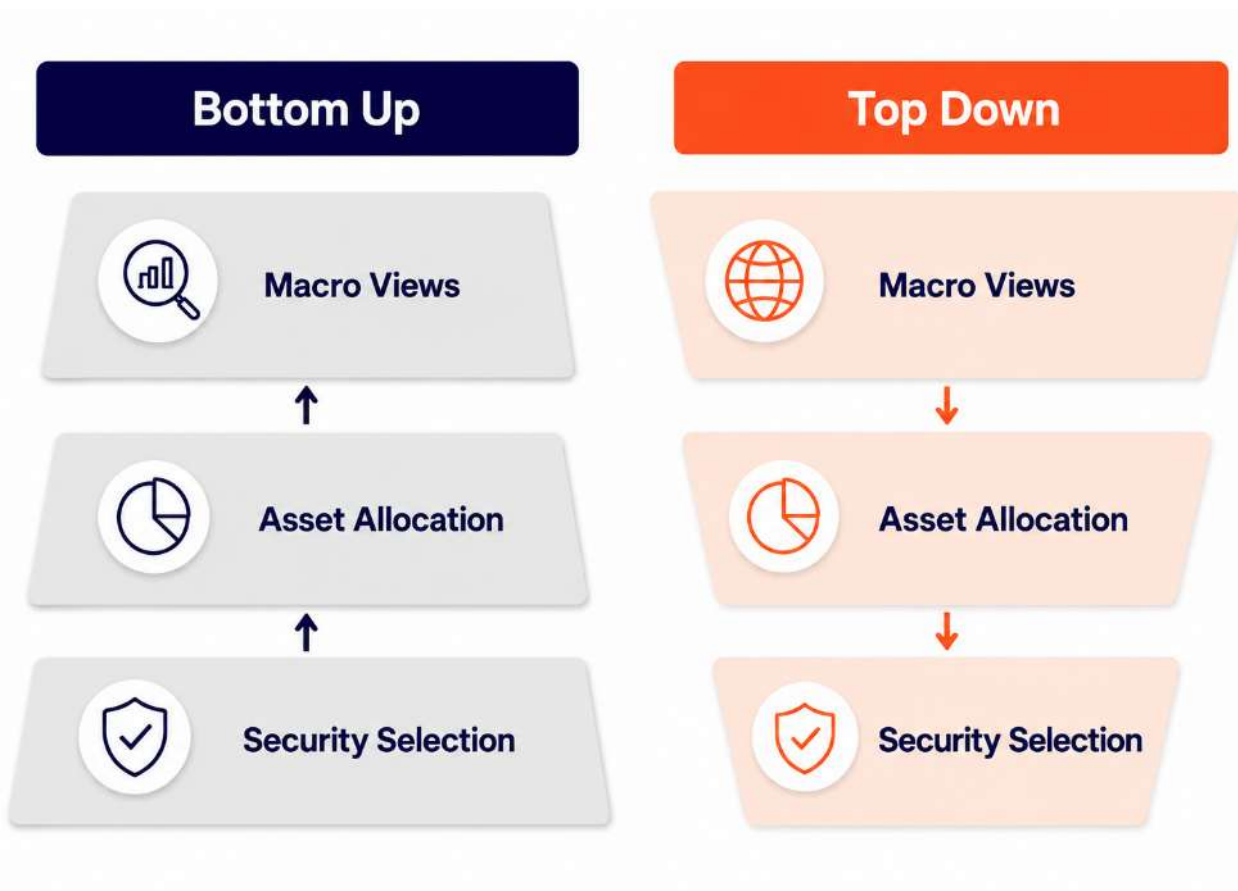 Bottom Up
Macro Views
Asset Allocation
Security Selection
Top Down
Macro Views
Asset Allocation
Security Selection